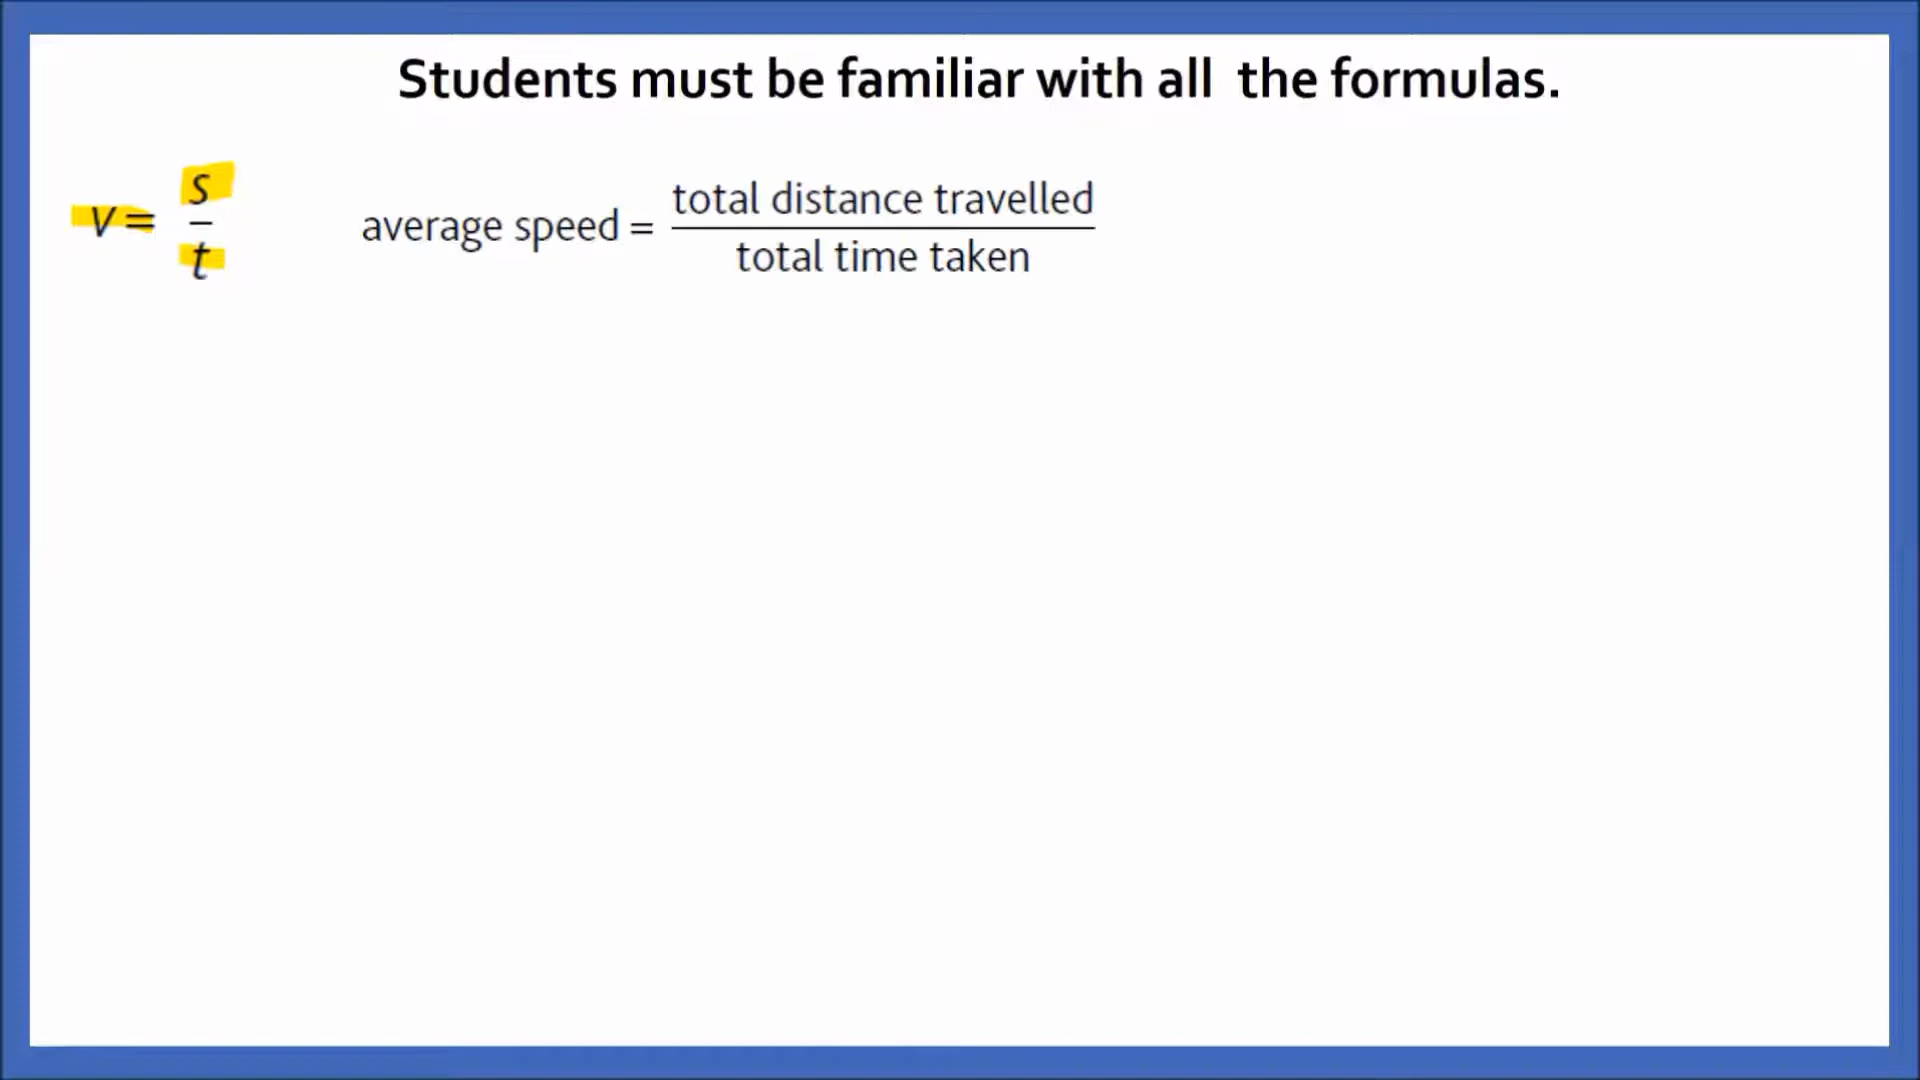 Students must be familiar with all  the formulas.
v = s/t
average speed = total distance travelled / total time taken